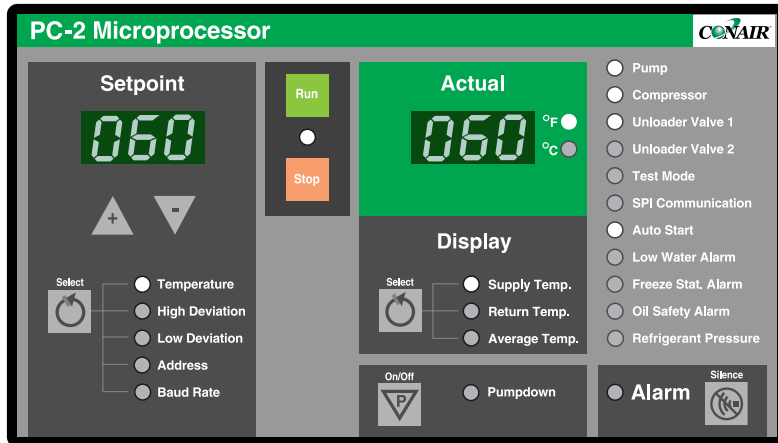 PC-2 Microprocessor
CONAIR
Setpoint
060
+
-
Select
Temperature
High Deviation
Low Deviation
Address
Baud Rate
Run
Stop
Actual
060
°F
°C
Display
Select
Supply Temp.
Return Temp.
Average Temp.
On/Off
P
Pumpdown
Pump
Compressor
Unloader Valve 1
Unloader Valve 2
Test Mode
SPI Communication
Auto Start
Low Water Alarm
Freeze Stat. Alarm
Oil Safety Alarm
Refrigerant Pressure
Alarm
Silence